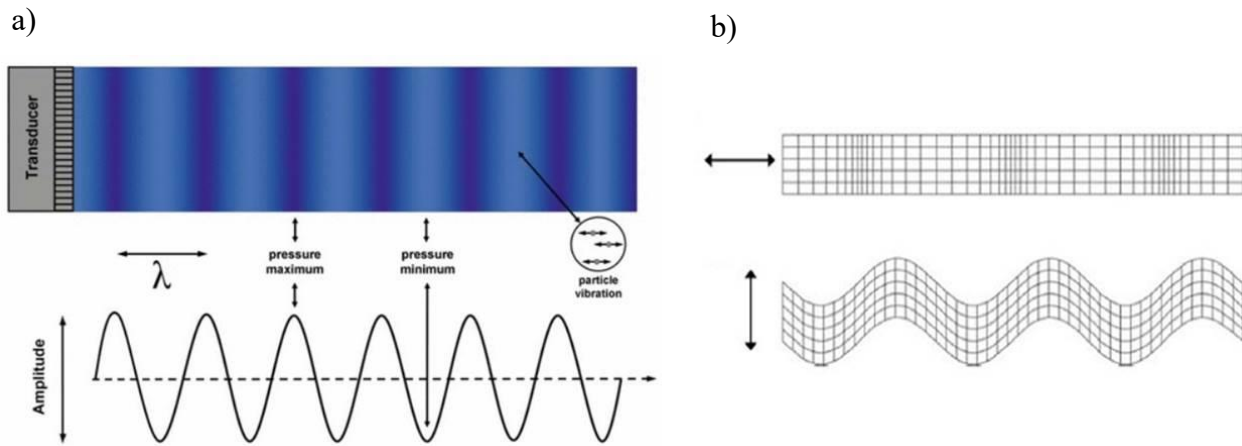 a)
b)
Transducer
λ
pressure
maximum
pressure
minimum
particle
vibration
Amplitude